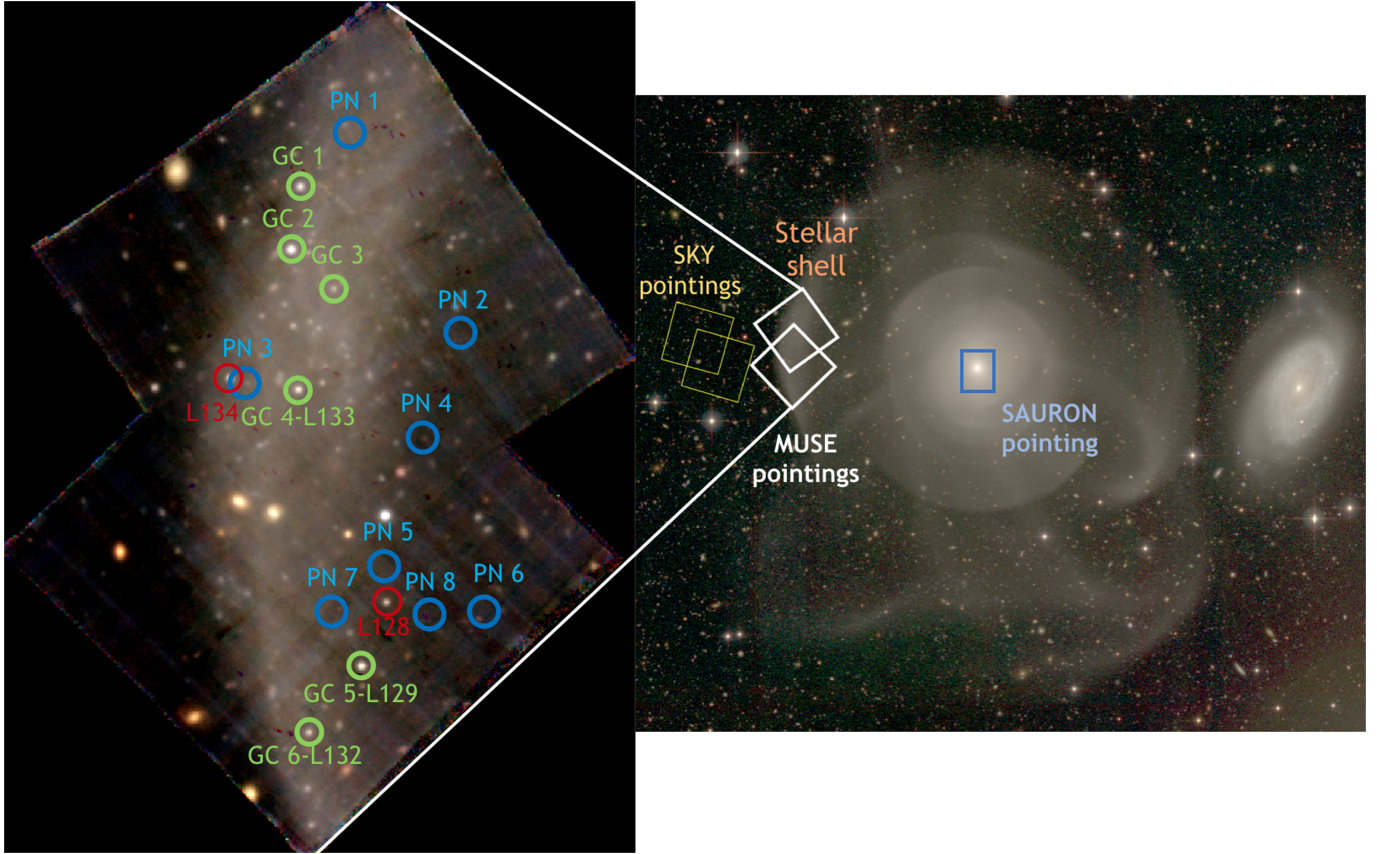 PN 1
GC 1
GC 2
GC 3
PN 2
PN 3
L134
GC 4-L133
PN 4
PN 5
PN 7
PN 8
PN 6
L128
GC 5-L129
GC 6-L132
SKY
pointings
Stellar
shell
MUSE
pointings
SAURON
pointing